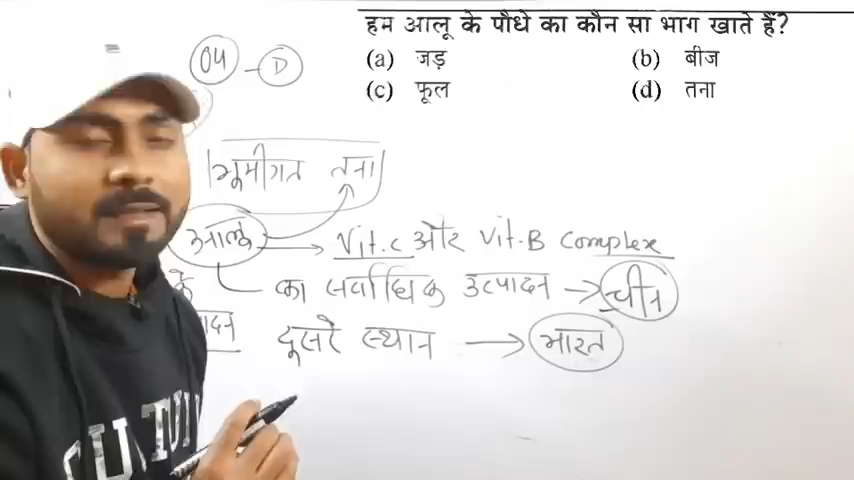 हम आलू के पौधे का कौन सा भाग खाते हैं?
(a) जड़ (b) बीज
(c) फूल (d) तना
04 - D
भूमीगत तना
आलू → Vit.c और Vit.B Complex
के का सर्वाधिक उत्पादन → चीन
दूसरे स्थान → भारत